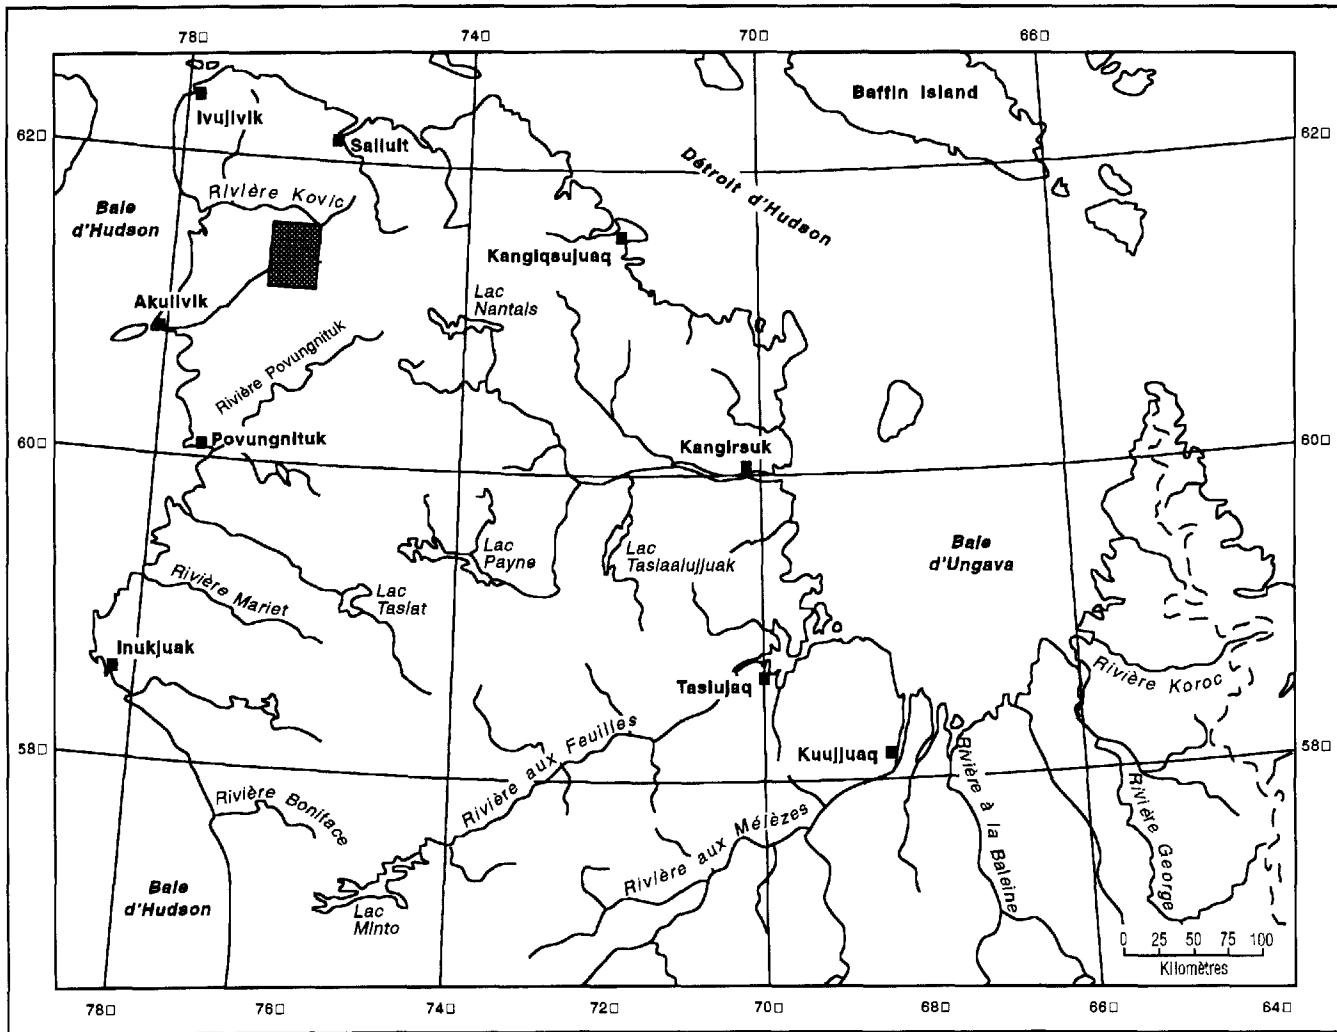 78□ 74□ 70□ 66□
Baffin Island
Ivujivik
62□ 62□
Salluit
Détroit d'Hudson
Rivière Kovic
Baie
d'Hudson
Kangiqsujuaq
Akulivik
Lac
Nantais
Rivière Povungnituk
60□ 60□
Povungnituk
Kangirsuk
Baie
d'Ungava
Lac
Payne
Lac
Tasiaalujjuak
Rivière Mariet
Lac
Tasiat
Inukjuak
Rivière Koroc
Tasiujaq
58□ 58□
Kuujjuaq
Rivière aux Feuilles
Rivière Boniface
Rivière aux Mélèzes
Rivière à la Baleine
Rivière George
Baie
d'Hudson
Lac
Minto
0 25 50 75 100
Kilomètres
78□ 76□ 74□ 72□ 70□ 68□ 66□ 64□